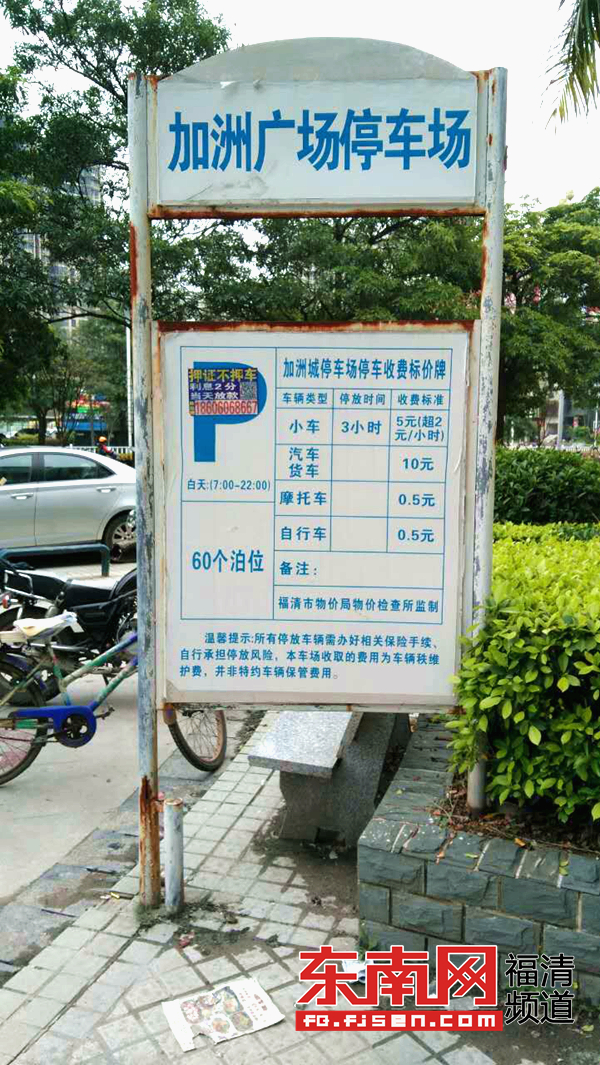 加洲广场停车场
押证不押车
利息2分
当天放款
18606068667
P
白天:(7:00~22:00)
60个泊位
加洲城停车场停车收费标价牌
车辆类型 停放时间 收费标准
小车 3小时 5元(超2
元/小时)
汽车
货车 10元
摩托车 0.5元
自行车 0.5元
备注：
福清市物价局物价检查所监制
温馨提示:所有停放车辆需办好相关保险手续、
自行承担停放风险，本车场收取的费用为车辆秩维
护费，并非特约车辆保管费用。
东南网 福清
频道
fq.fjsen.com